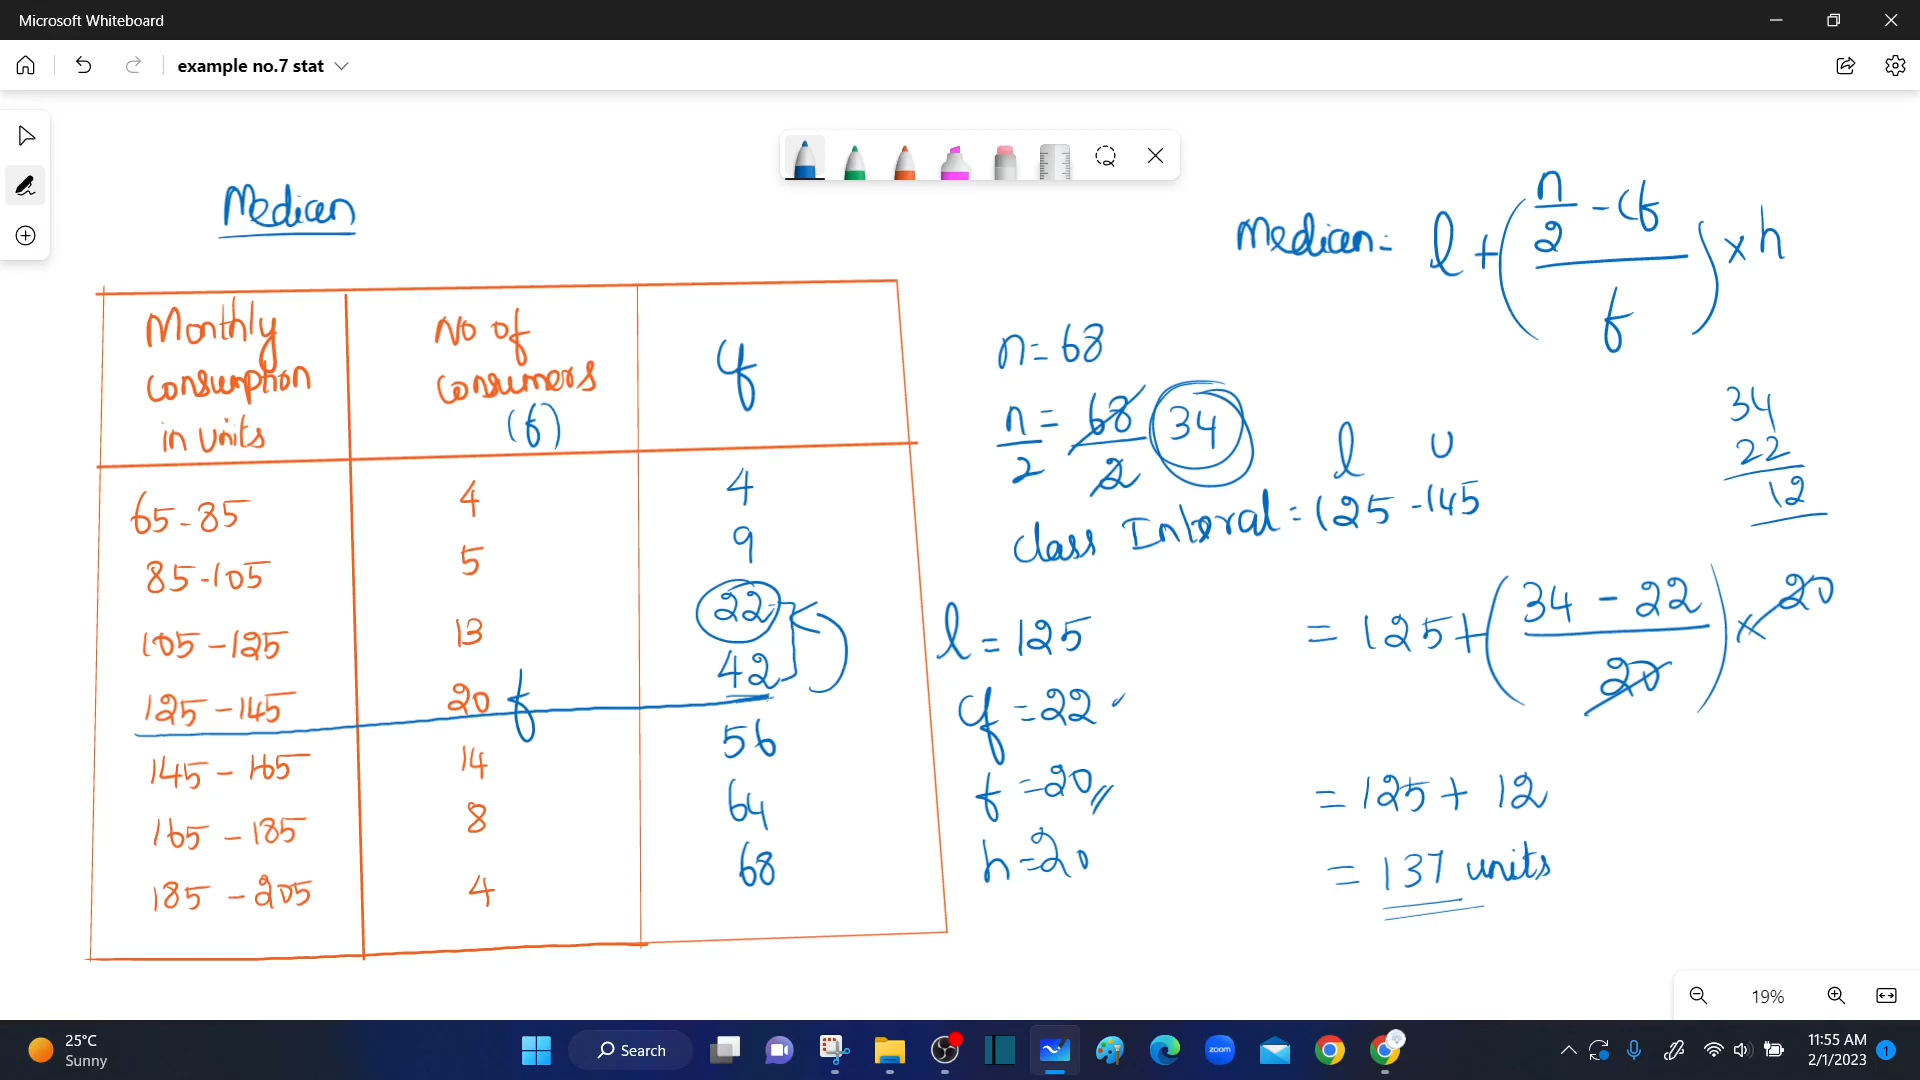 Microsoft Whiteboard
example no.7 stat
Median
Median = l + ( n/2 - cf / f ) × h
Monthly consumption in units
No of consumers (f)
cf
65-85 4 4
85-105 5 9
105-125 13 22
125-145 20 f 42
145-165 14 56
165-185 8 64
185-205 4 68
n=68
n/2 = 68/2 34
l u
class Interval = 125-145
l = 125
cf = 22
f = 20
h = 20
34
22
12
= 125 + ( 34 - 22 / 20 ) × 20
= 125 + 12
= 137 units
19%
25°C
Sunny
Search
zoom
11:55 AM
2/1/2023
1